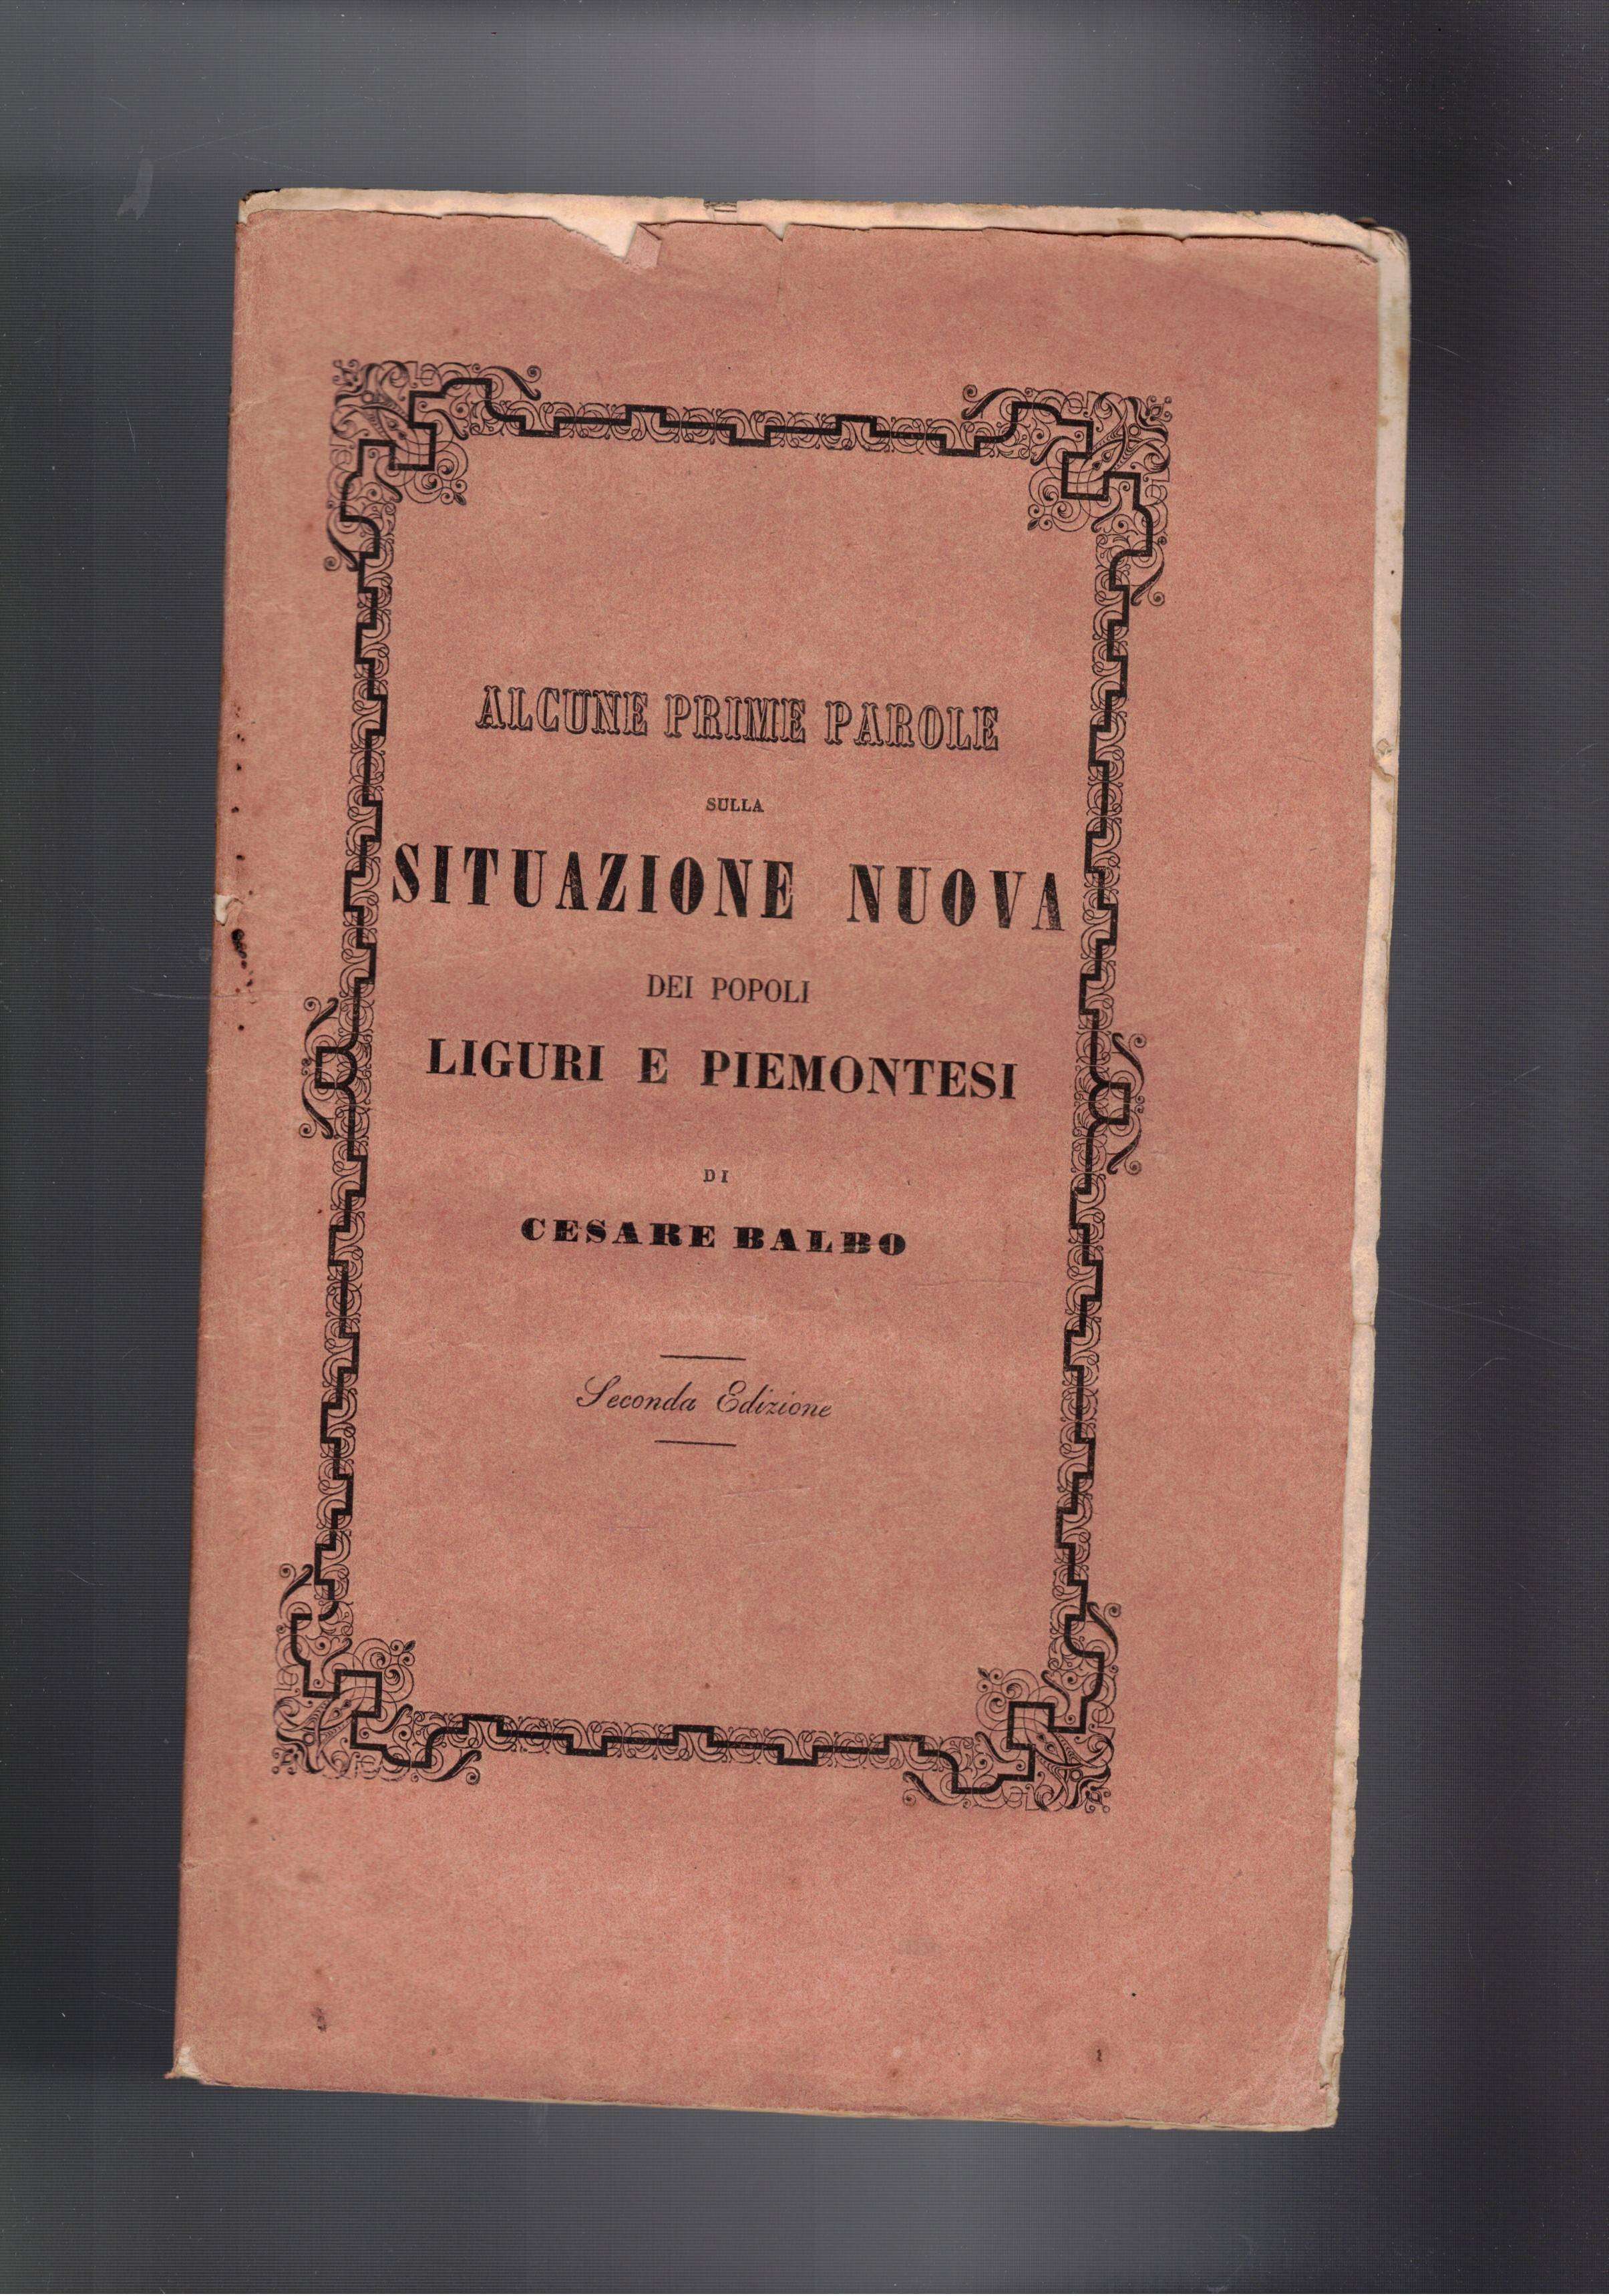 ALCUNE PRIME PAROLE
SULLA
SITUAZIONE NUOVA
DEI POPOLI
LIGURI E PIEMONTESI
DI
CESARE BALBO
Seconda Edizione